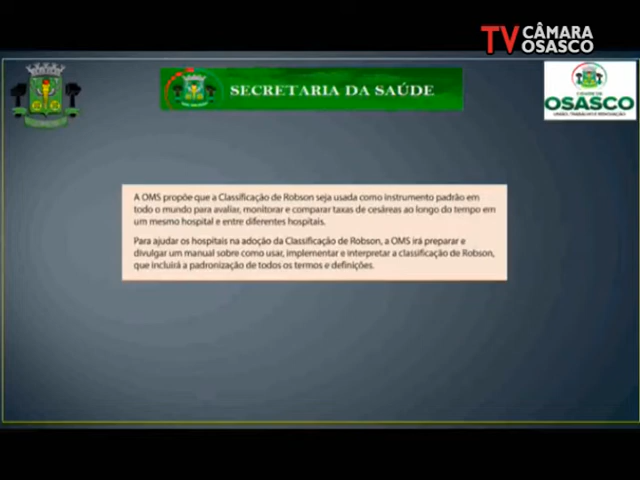 TV CÂMARA
OSASCO
SECRETARIA DA SAÚDE
CIDADE DE
OSASCO
A OMS propõe que a Classificação de Robson seja usada como instrumento padrão em
todo o mundo para avaliar, monitorar e comparar taxas de cesáreas ao longo do tempo em
um mesmo hospital e entre diferentes hospitais.
Para ajudar os hospitais na adoção da Classificação de Robson, a OMS irá preparar e
divulgar um manual sobre como usar, implementar e interpretar a classificação de Robson,
que incluirá a padronização de todos os termos e definições.